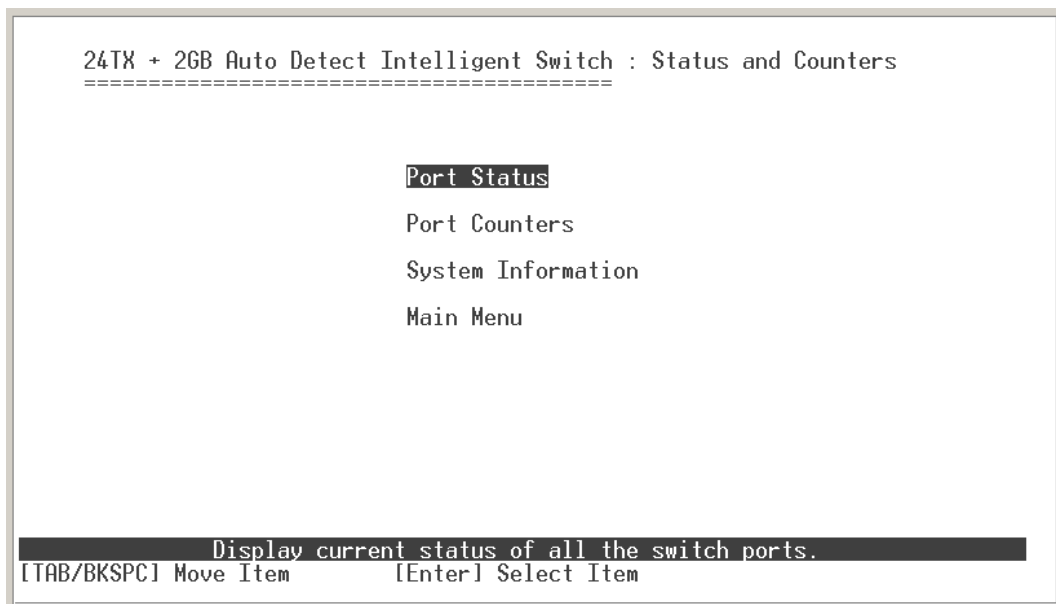 24TX + 2GB Auto Detect Intelligent Switch : Status and Counters
=========================================
Port Status
Port Counters
System Information
Main Menu
Display current status of all the switch ports.
[TAB/BKSPC] Move Item [Enter] Select Item